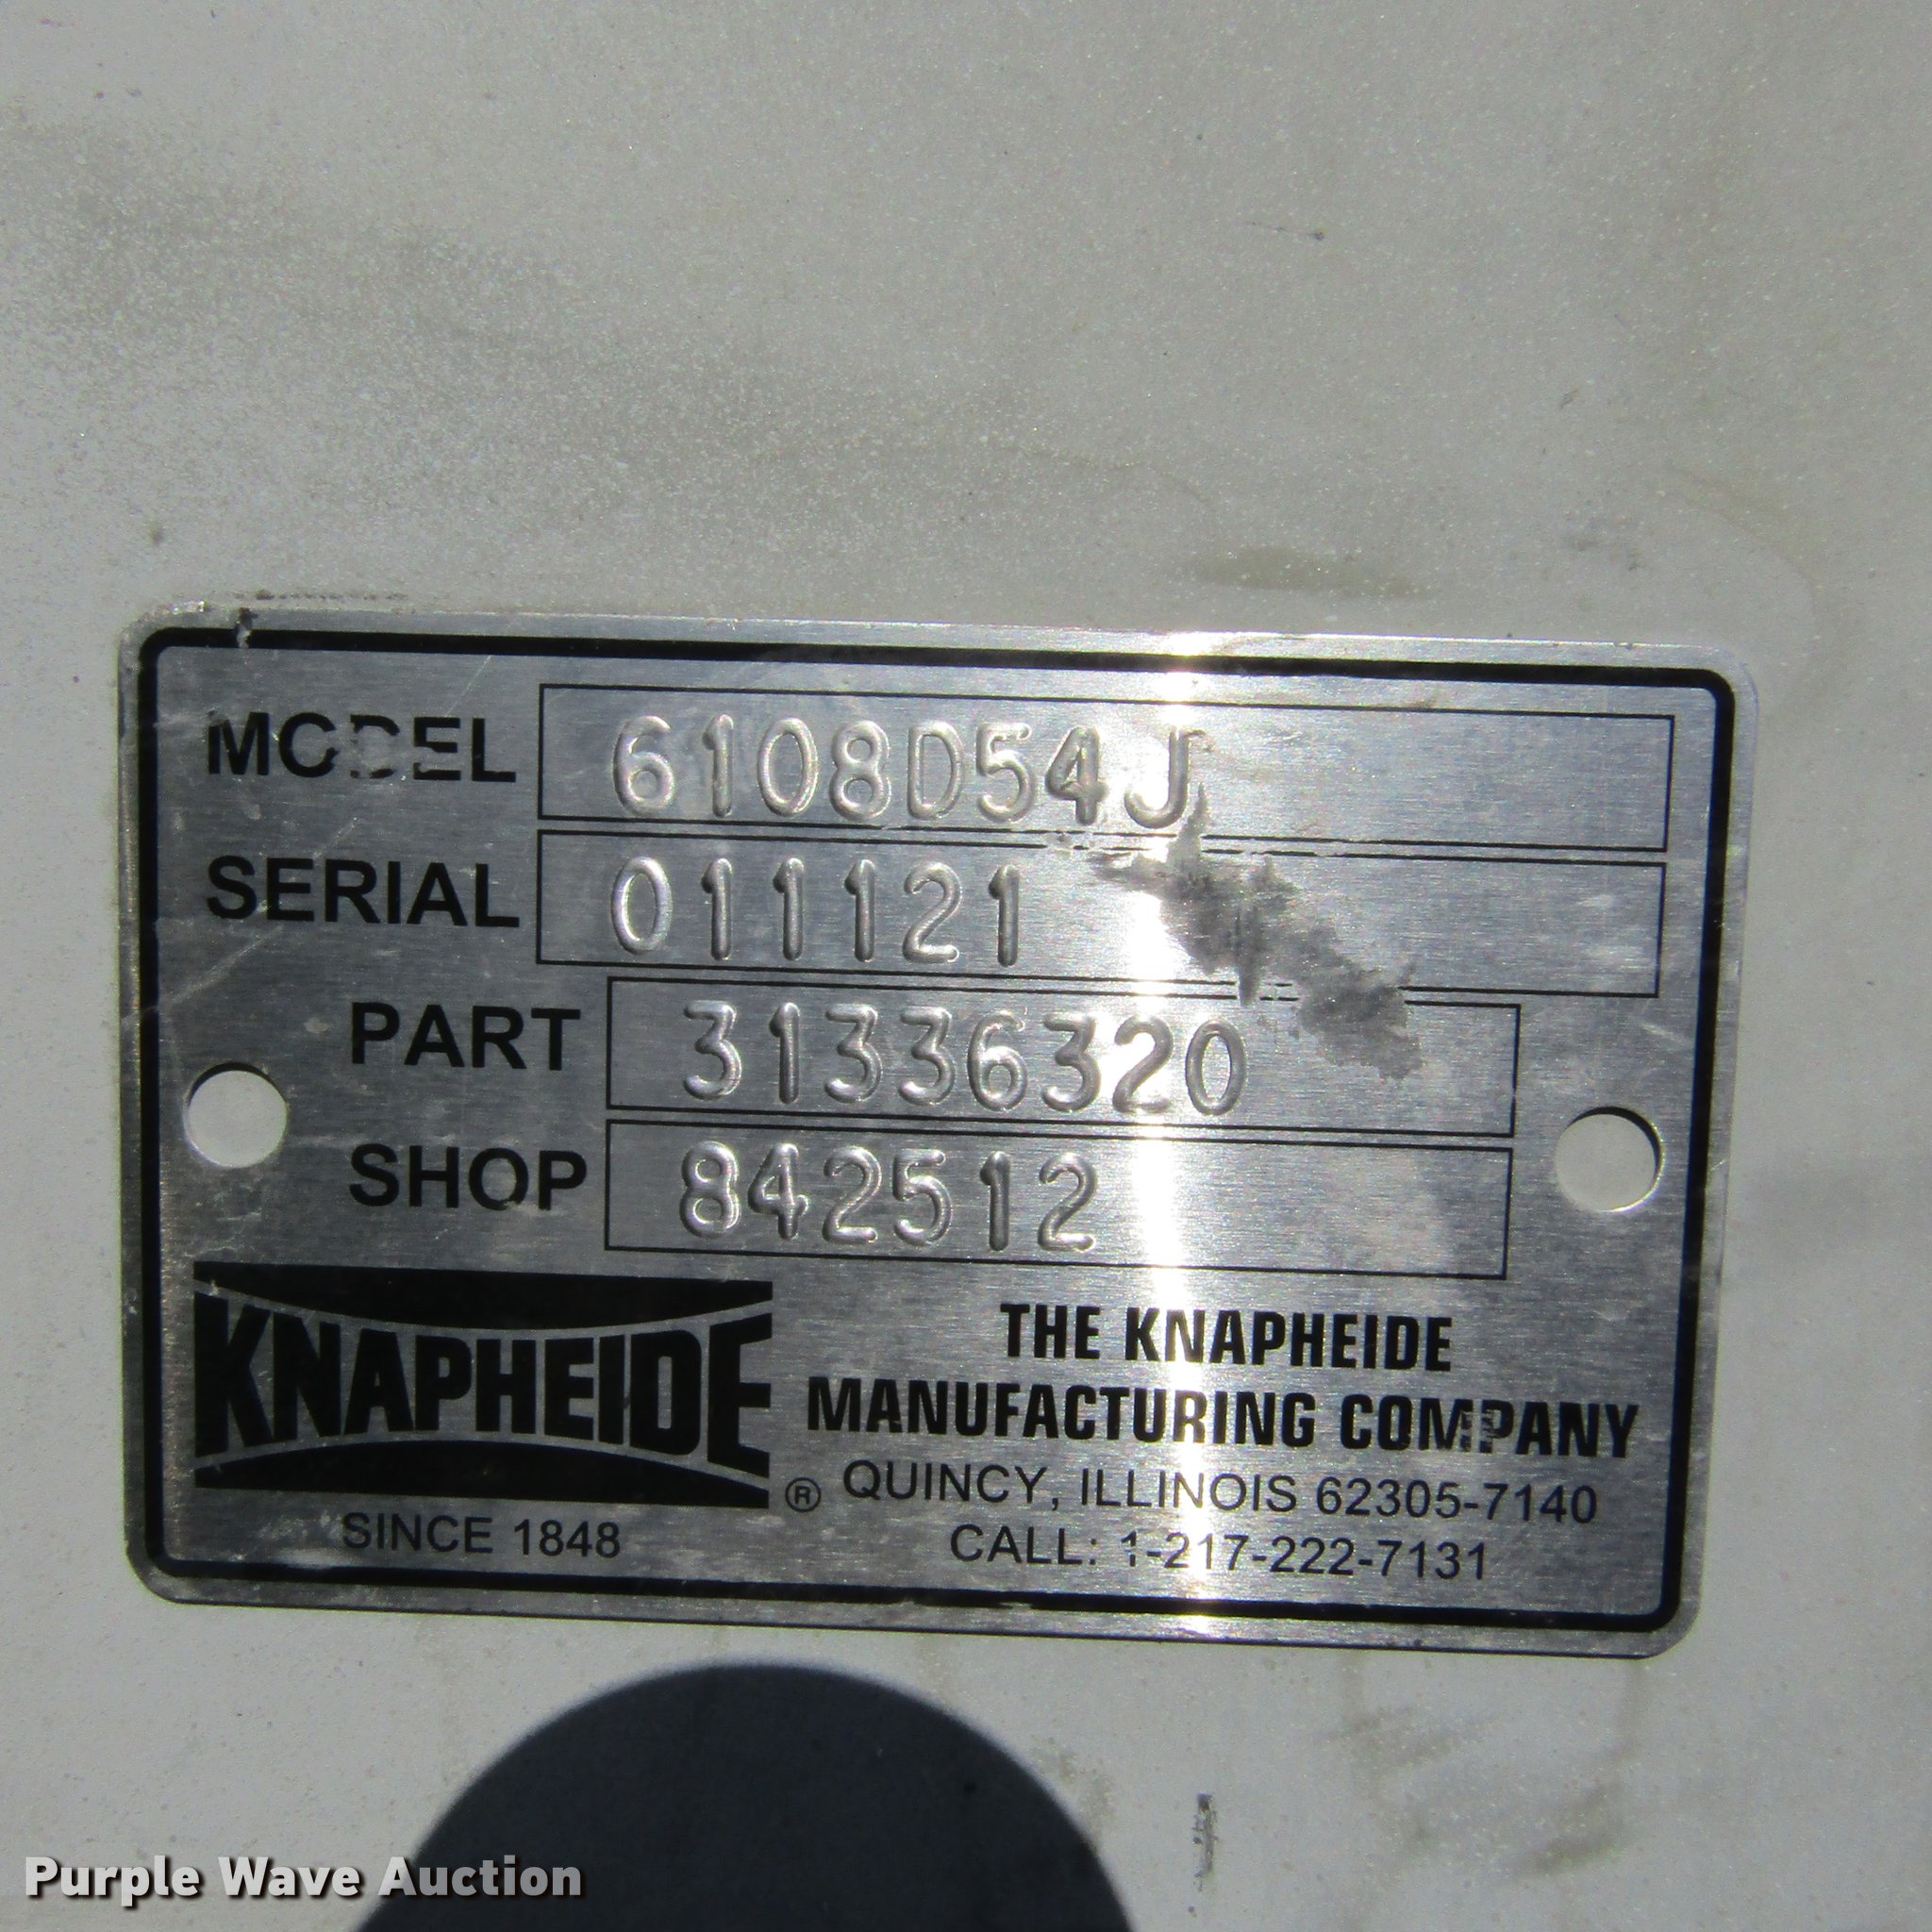 MODEL 6108D54J
SERIAL 011121
PART 31336320
SHOP 842512
KNAPHEIDE ®
SINCE 1848
THE KNAPHEIDE
MANUFACTURING COMPANY
QUINCY, ILLINOIS 62305-7140
CALL: 1-217-222-7131
Purple Wave Auction